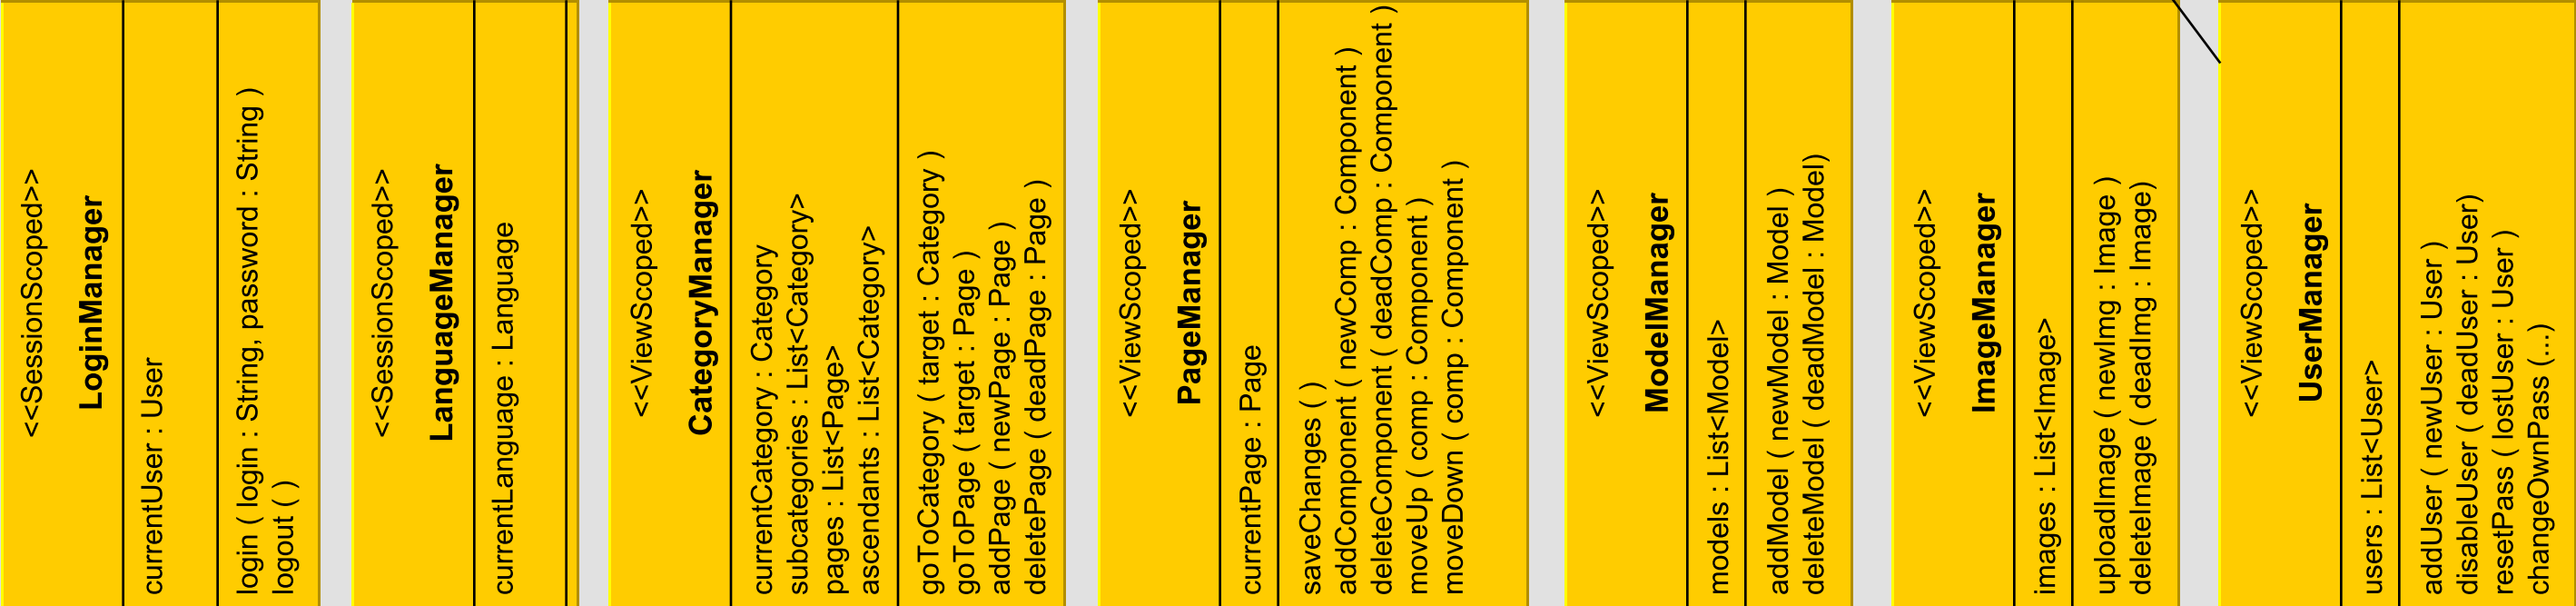 <<SessionScoped>>
LoginManager
currentUser : User
login ( login : String, password : String )
logout ( )
<<SessionScoped>>
LanguageManager
currentLanguage : Language
<<ViewScoped>>
CategoryManager
currentCategory : Category
subcategories : List<Category>
pages : List<Page>
ascendants : List<Category>
goToCategory ( target : Category )
goToPage ( target : Page )
addPage ( newPage : Page )
deletePage ( deadPage : Page )
<<ViewScoped>>
PageManager
currentPage : Page
saveChanges ( )
addComponent ( newComp : Component )
deleteComponent ( deadComp : Component )
moveUp ( comp : Component )
moveDown ( comp : Component )
<<ViewScoped>>
ModelManager
models : List<Model>
addModel ( newModel : Model )
deleteModel ( deadModel : Model)
<<ViewScoped>>
ImageManager
images : List<Image>
uploadImage ( newImg : Image )
deleteImage ( deadImg : Image)
<<ViewScoped>>
UserManager
users : List<User>
addUser ( newUser : User )
disableUser ( deadUser : User)
resetPass ( lostUser : User )
changeOwnPass (...)